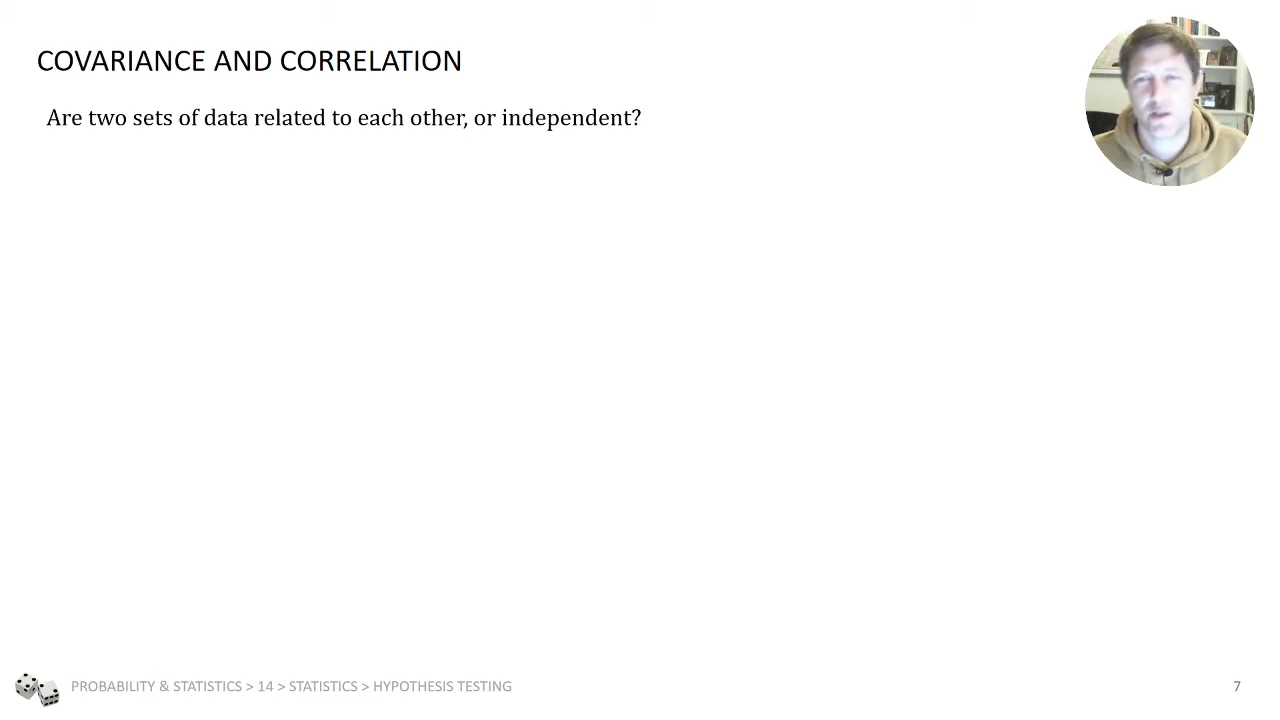 COVARIANCE AND CORRELATION
Are two sets of data related to each other, or independent?
PROBABILITY & STATISTICS > 14 > STATISTICS > HYPOTHESIS TESTING
7